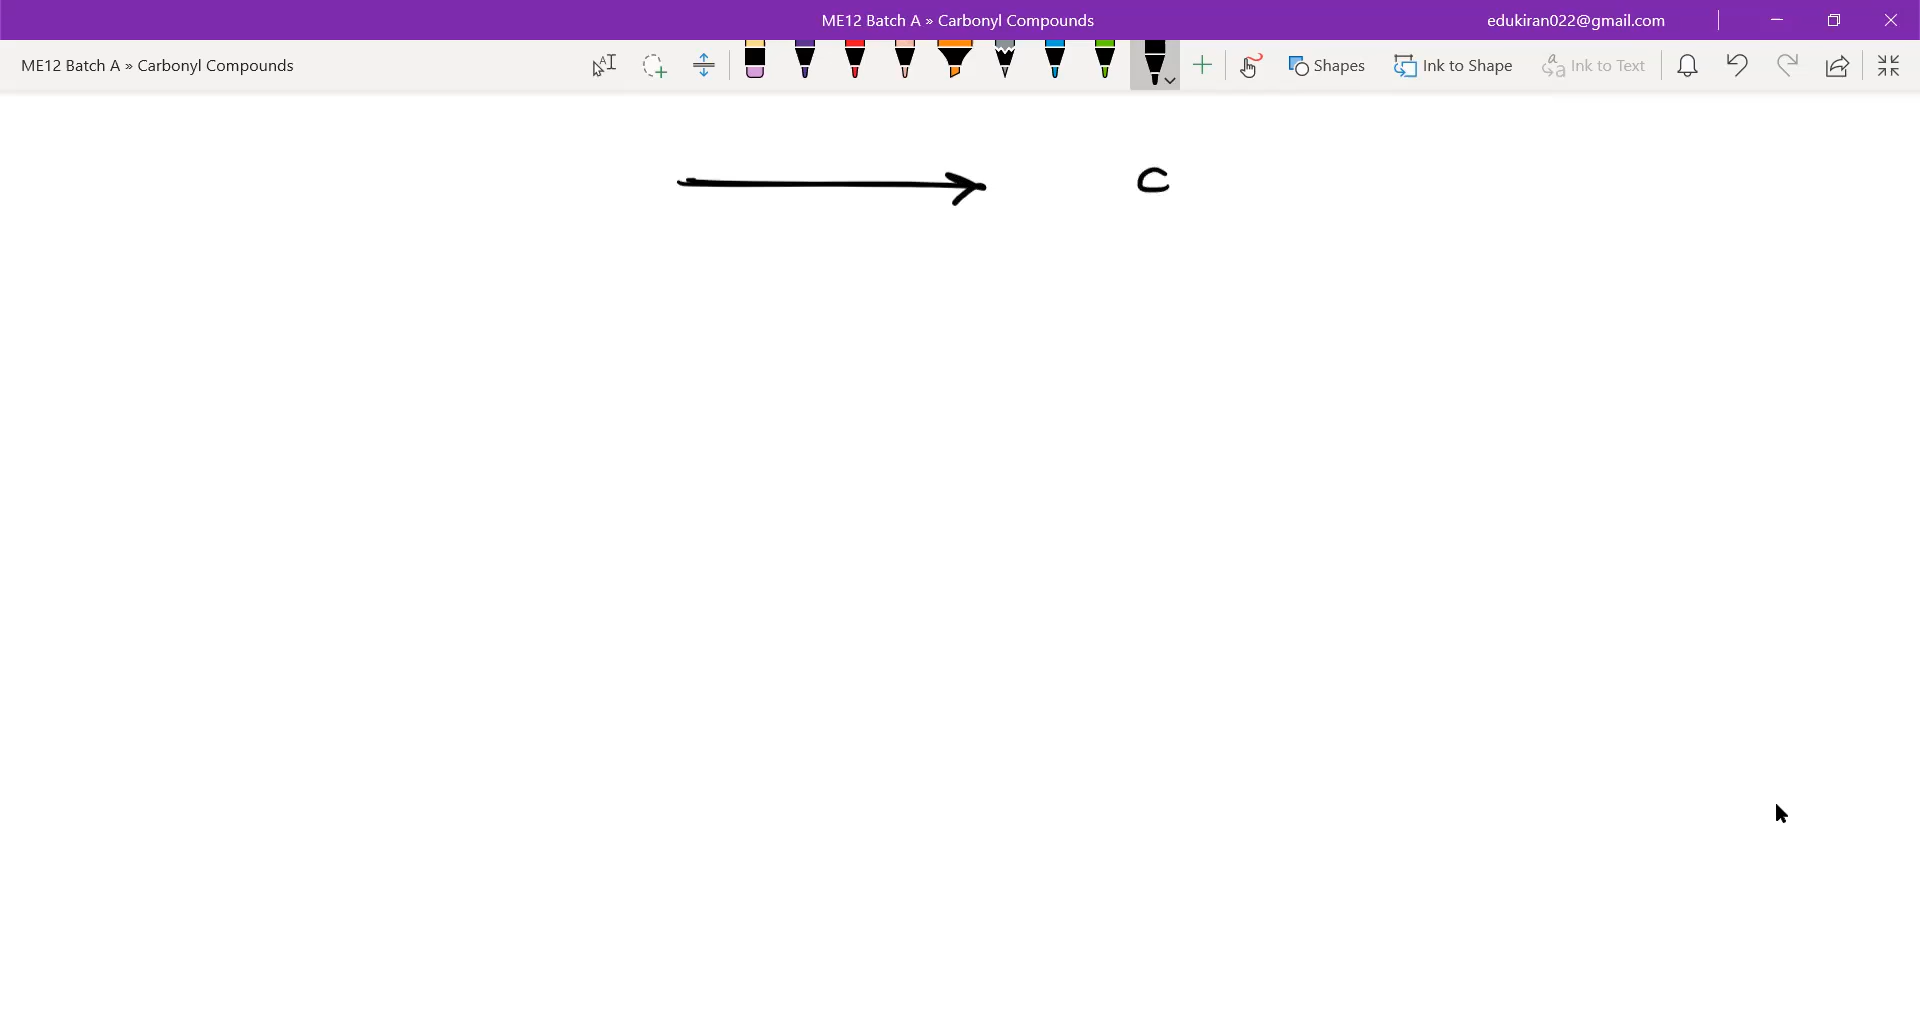 ME12 Batch A » Carbonyl Compounds
edukiran022@gmail.com
ME12 Batch A » Carbonyl Compounds
Shapes
Ink to Shape
Ink to Text
C